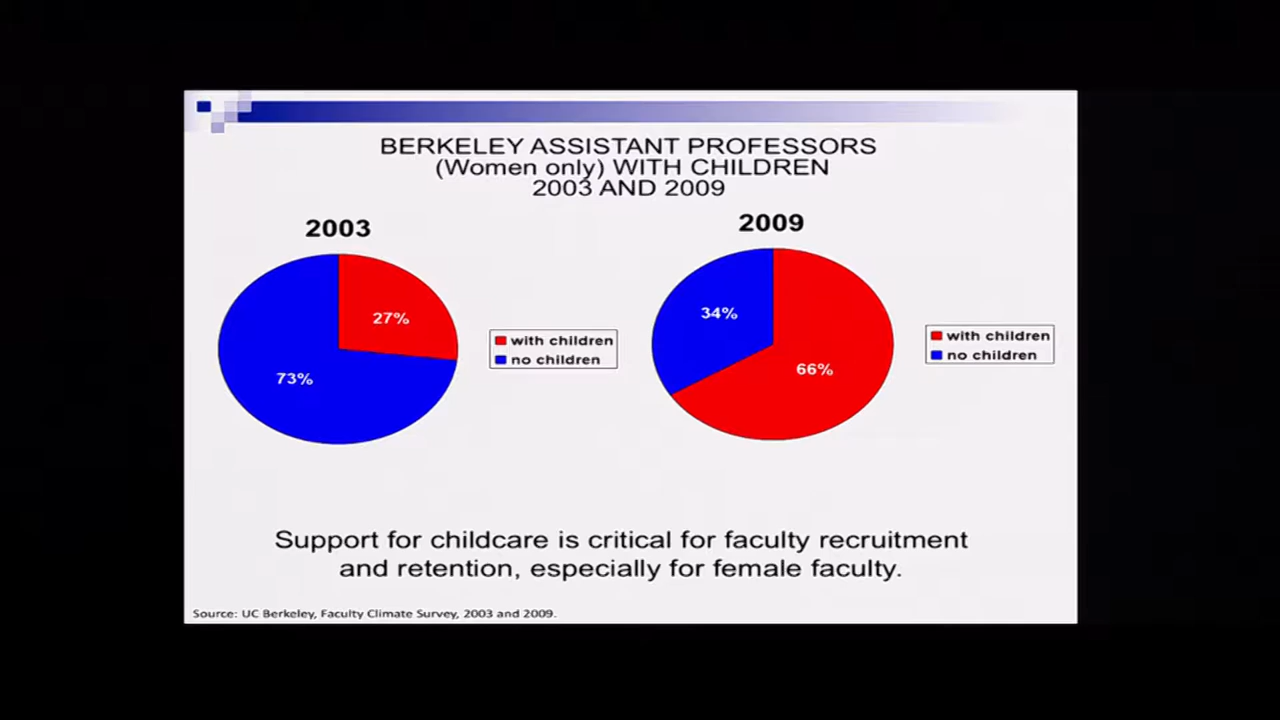 BERKELEY ASSISTANT PROFESSORS
(Women only) WITH CHILDREN
2003 AND 2009
2003
27%
73%
with children
no children
2009
34%
66%
with children
no children
Support for childcare is critical for faculty recruitment
and retention, especially for female faculty.
Source: UC Berkeley, Faculty Climate Survey, 2003 and 2009.